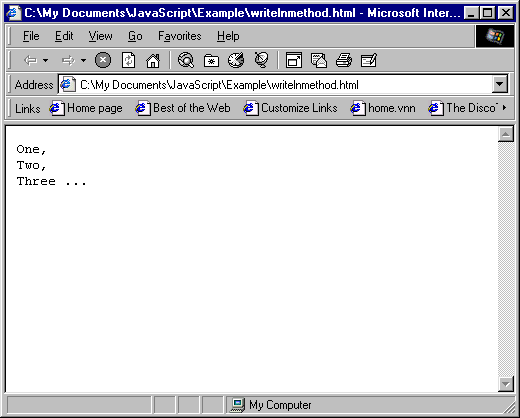 C:\My Documents\JavaScript\Example\writelnmethod.html - Microsoft Inter...
File Edit View Go Favorites Help
Address C:\My Documents\JavaScript\Example\writelnmethod.html
Links Home page Best of the Web Customize Links home.vnn The Disco
One,
Two,
Three ...
My Computer